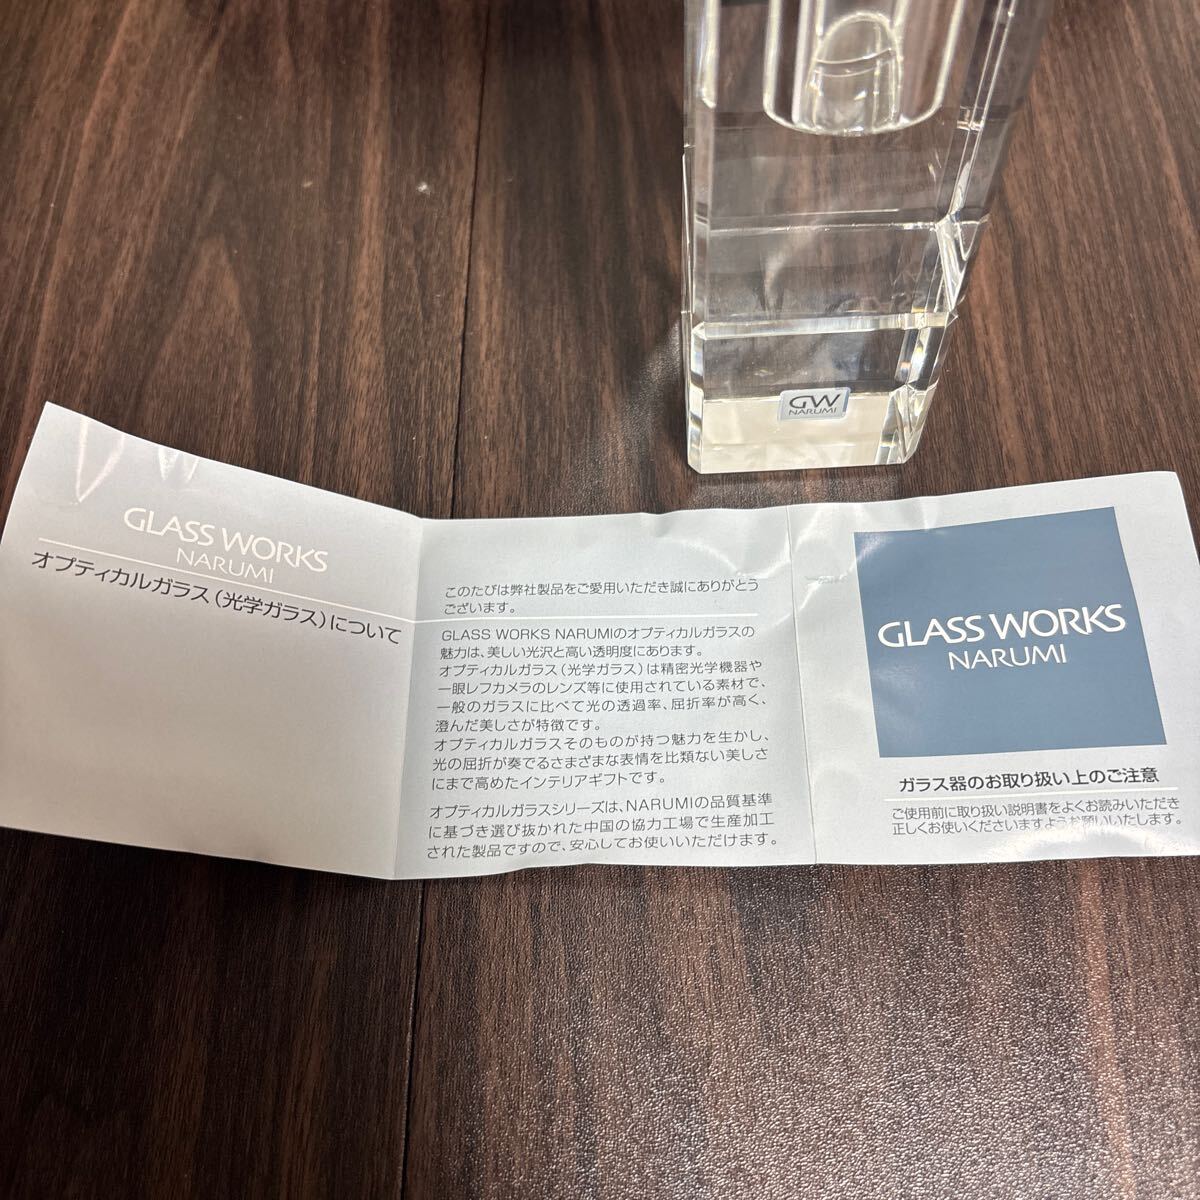 GW
NARUMI
GLASS WORKS
NARUMI
オプティカルガラス(光学ガラス)について
このたびは弊社製品をご愛用いただき誠にありがとう
ございます。
GLASS WORKS NARUMIのオプティカルガラスの
魅力は、美しい光沢と高い透明度にあります。
オプティカルガラス(光学ガラス)は精密光学機器や
一眼レフカメラのレンズ等に使用されている素材で、
一般のガラスに比べて光の透過率、屈折率が高く、
澄んだ美しさが特徴です。
オプティカルガラスそのものが持つ魅力を生かし、
光の屈折が奏でるさまざまな表情を比類ない美しさ
にまで高めたインテリアギフトです。
オプティカルガラスシリーズは、NARUMIの品質基準
に基づき選び抜かれた中国の協力工場で生産加工
された製品ですので、安心してお使いいただけます。
GLASS WORKS
NARUMI
ガラス器のお取り扱い上のご注意
ご使用前に取り扱い説明書をよくお読みいただき
正しくお使いくださいますようお願いいたします。